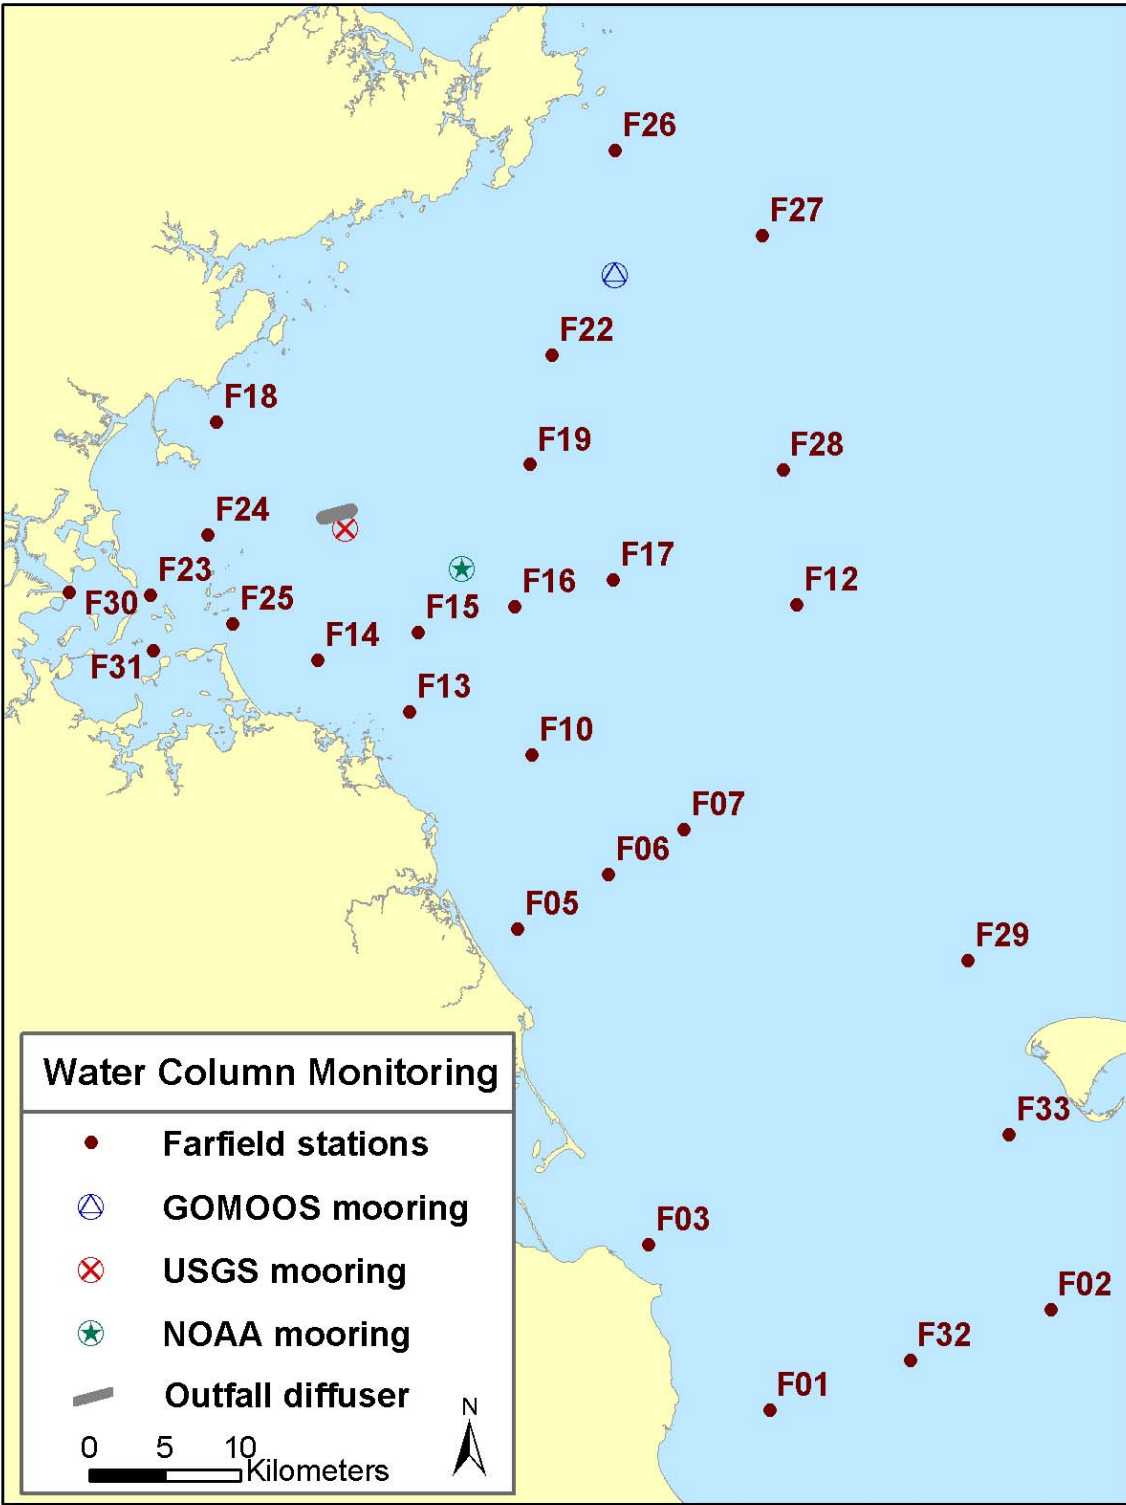 F26
F27
F22
F18
F19
F28
F24
F23
F30
F25
F16
F17
F12
F15
F14
F31
F13
F10
F07
F06
F05
F29
F33
F03
F02
F32
F01
Water Column Monitoring
Farfield stations
GOMOOS mooring
USGS mooring
NOAA mooring
Outfall diffuser
N
0 5 10
Kilometers